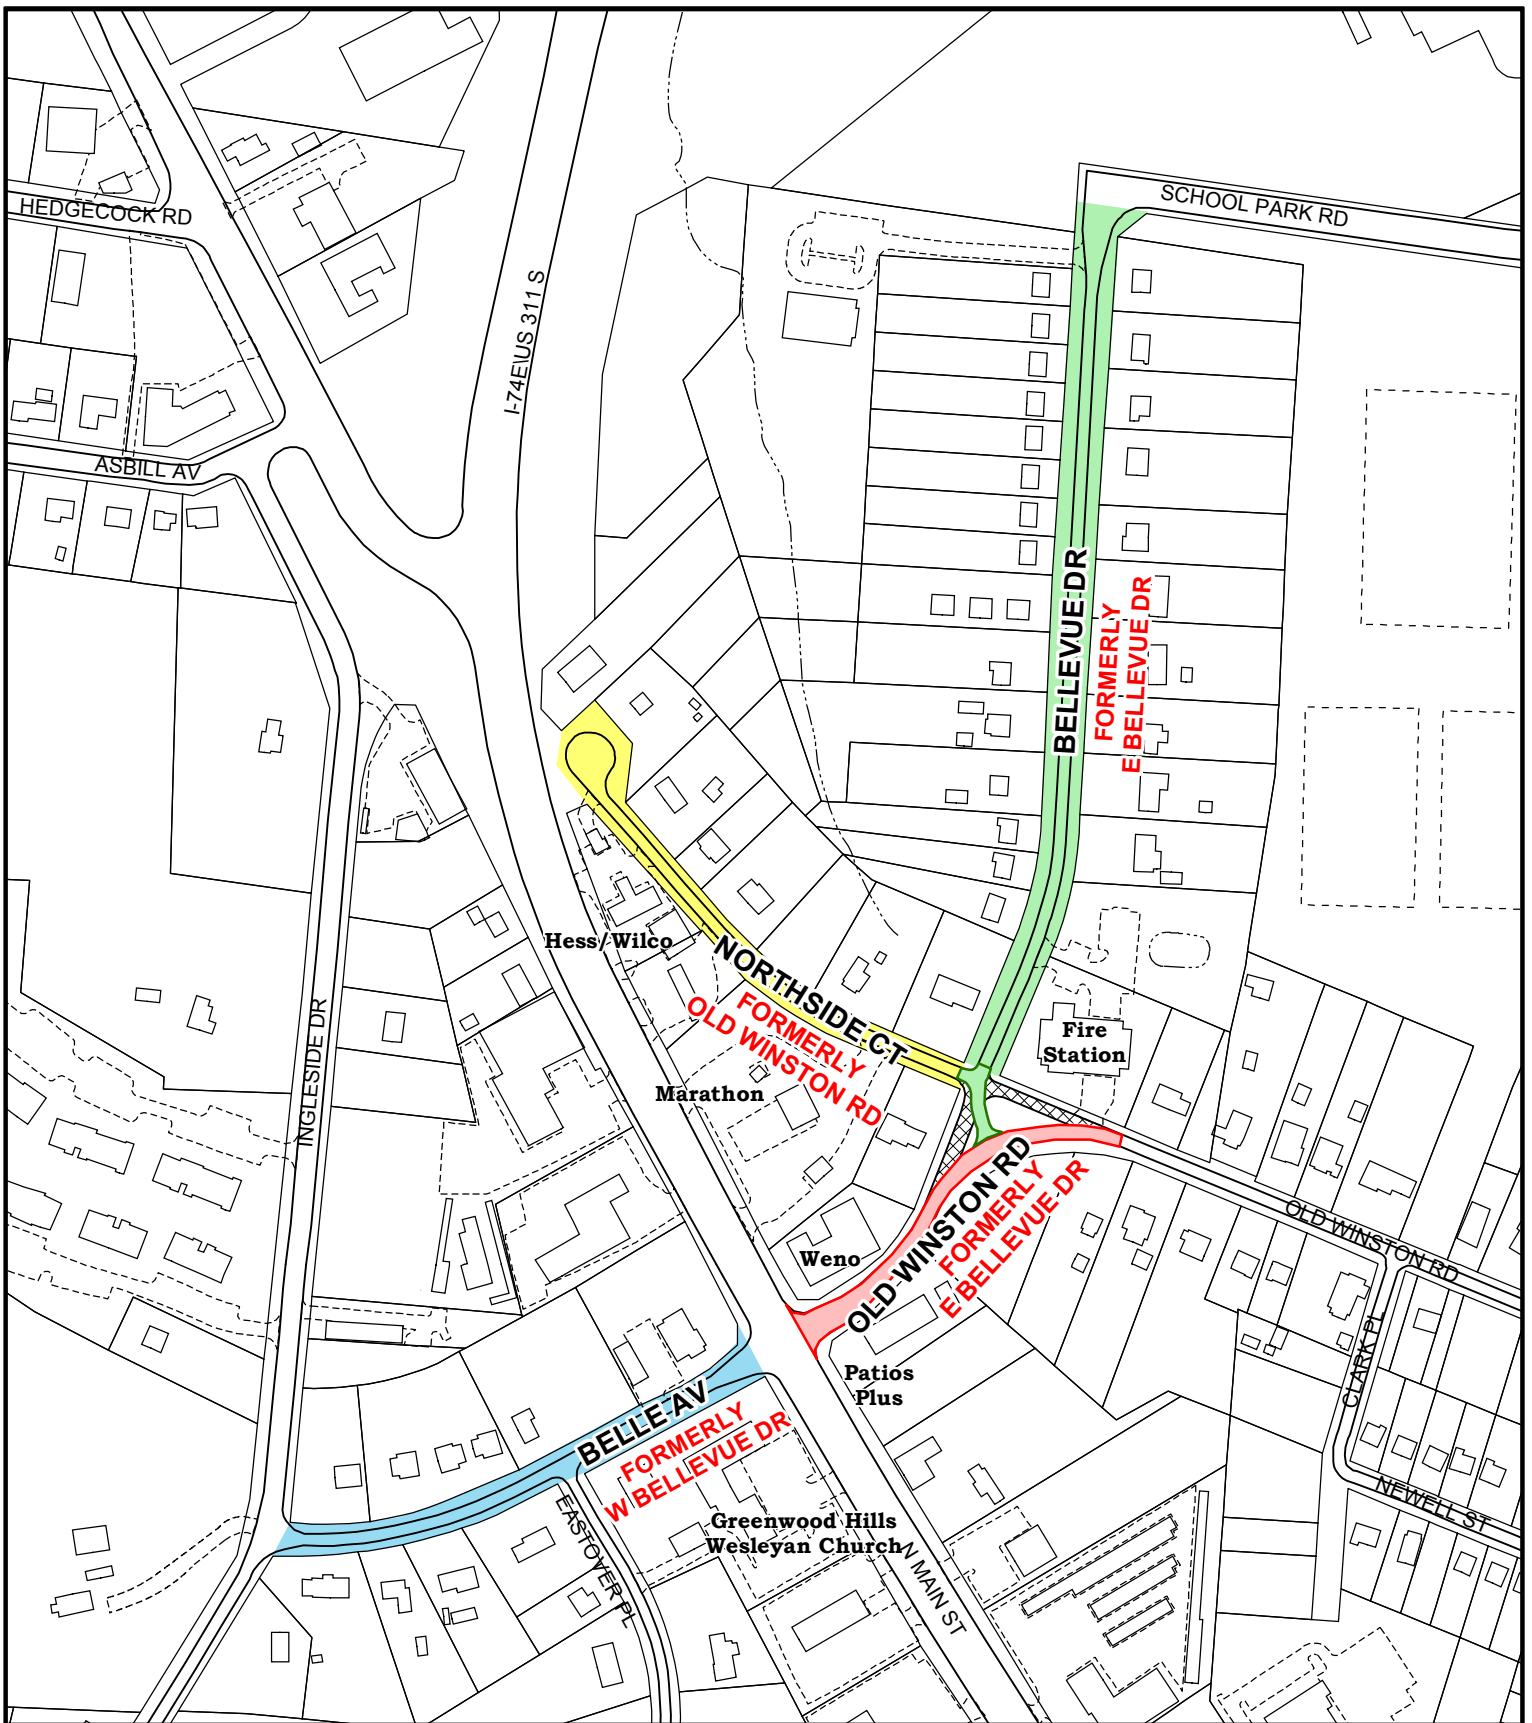 HEDGECOCK RD
SCHOOL PARK RD
I-74E\US 311 S
ASBILL AV
BELLEVUE DR
FORMERLY
E BELLEVUE DR
Hess/Wilco
NORTHSIDE CT
FORMERLY
OLD WINSTON RD
Fire
Station
INGLESIDE DR
Marathon
OLD WINSTON RD
FORMERLY
E BELLEVUE DR
OLD WINSTON RD
Weno
CLARK PL
Patios
Plus
BELLE AV
FORMERLY
W BELLEVUE DR
NEWELL ST
EASTOVER PL
Greenwood Hills
Wesleyan Church
N MAIN ST